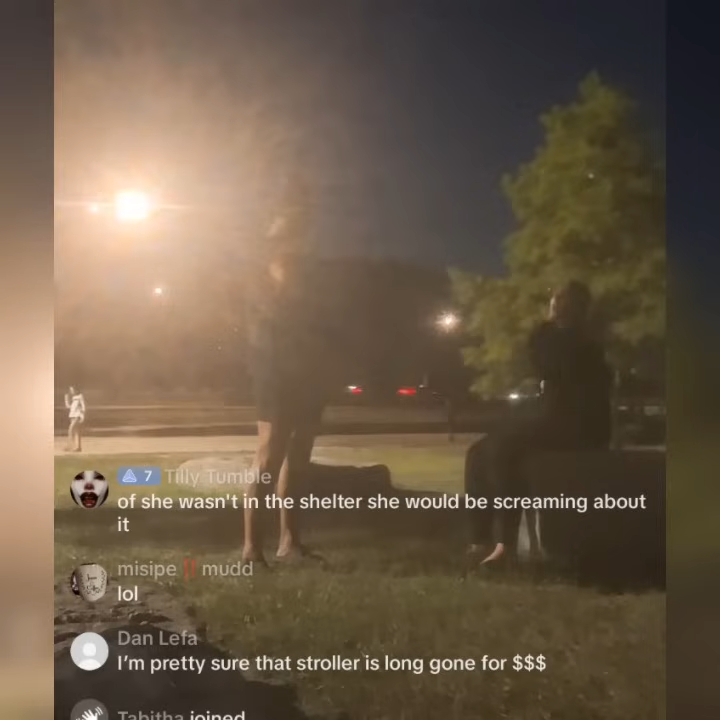 7 Tilly Tumble
of she wasn't in the shelter she would be screaming about
it
misipe ‼️ mudd
lol
Dan Lefa
I'm pretty sure that stroller is long gone for $$$
Tabitha joined